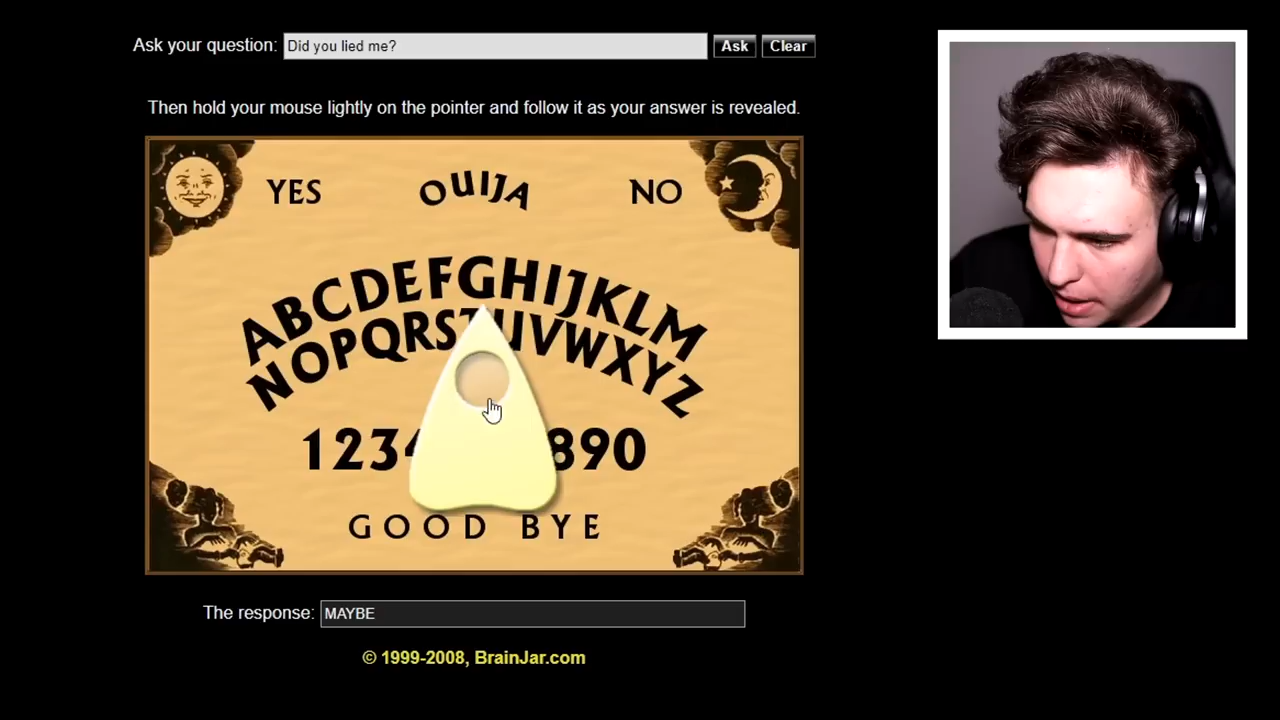 Ask your question: Did you lied me? Ask Clear
Then hold your mouse lightly on the pointer and follow it as your answer is revealed.
YES OUIJA NO
ABCDEFGHIJKLM
NOPQRSTUVWXYZ
1234 890
GOOD BYE
The response: MAYBE
© 1999-2008, BrainJar.com